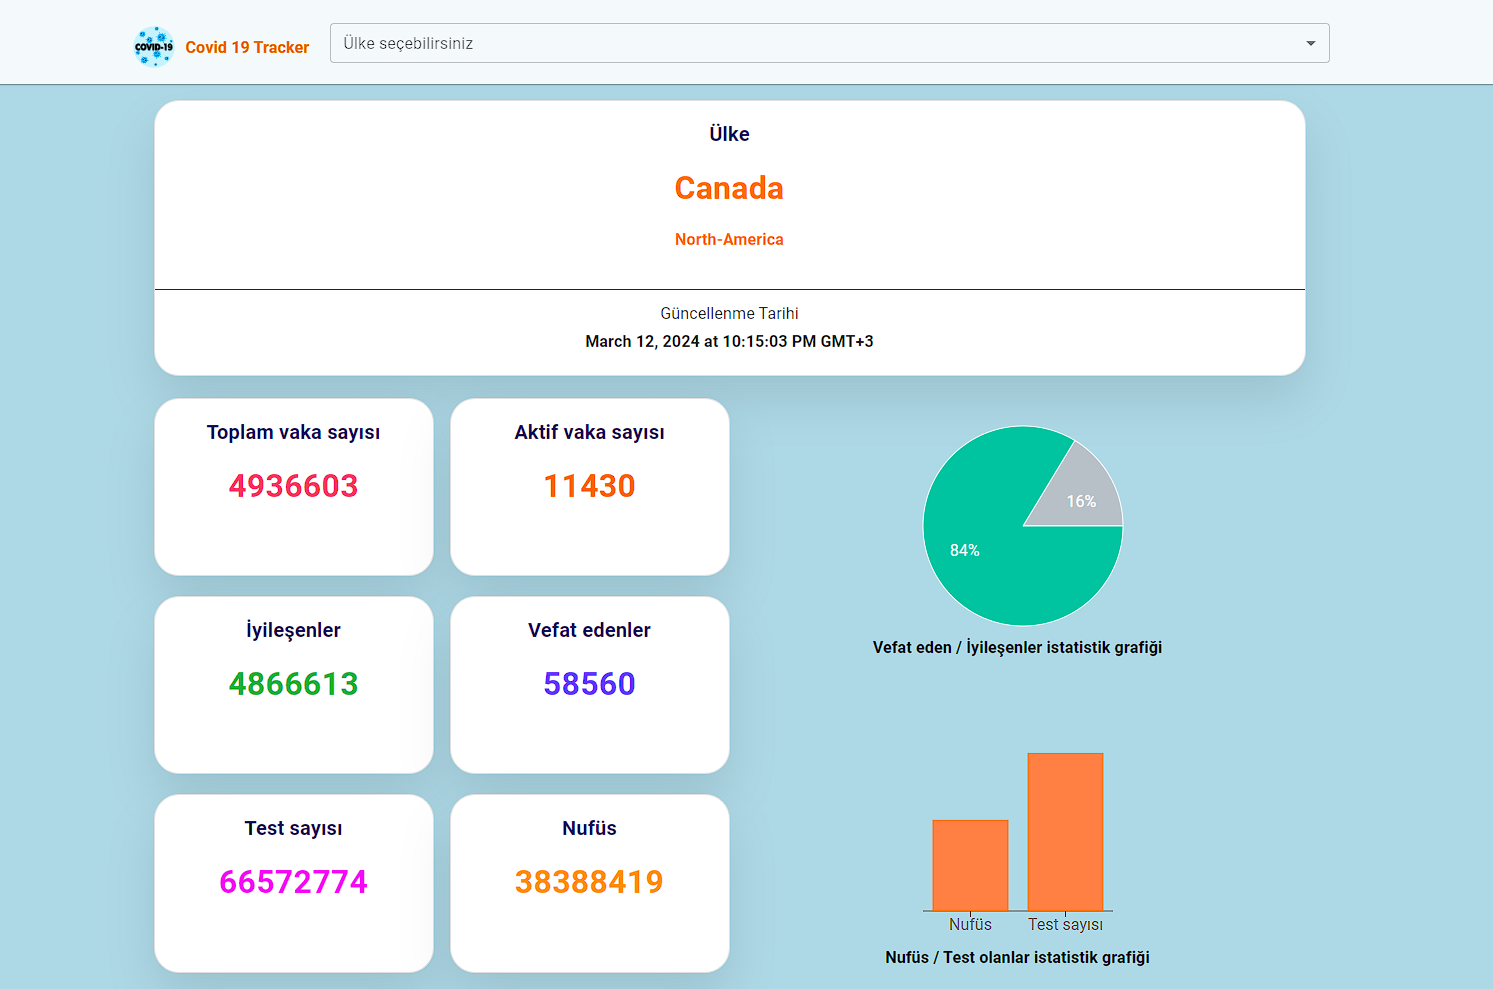 COVID-19
Covid 19 Tracker
Ülke seçebilirsiniz
Ülke
Canada
North-America
Güncellenme Tarihi
March 12, 2024 at 10:15:03 PM GMT+3
Toplam vaka sayısı
4936603
Aktif vaka sayısı
11430
İyileşenler
4866613
Vefat edenler
58560
Test sayısı
66572774
Nufüs
38388419
16%
84%
Vefat eden / İyileşenler istatistik grafiği
Nufüs
Test sayısı
Nufüs / Test olanlar istatistik grafiği